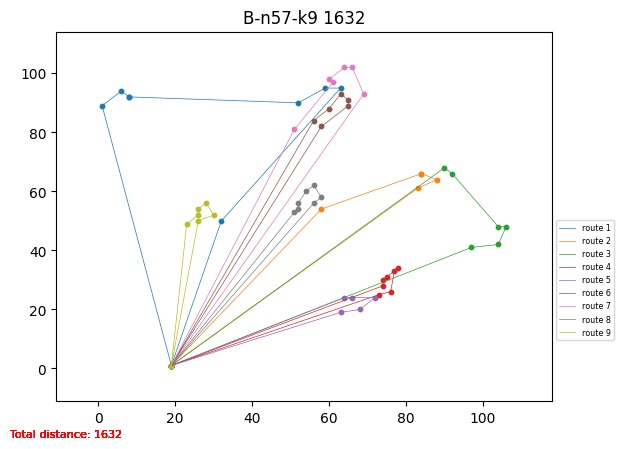 B-n57-k9 1632
100
80
60
40
20
0
0 20 40 60 80 100
route 1
route 2
route 3
route 4
route 5
route 6
route 7
route 8
route 9
Total distance: 1632